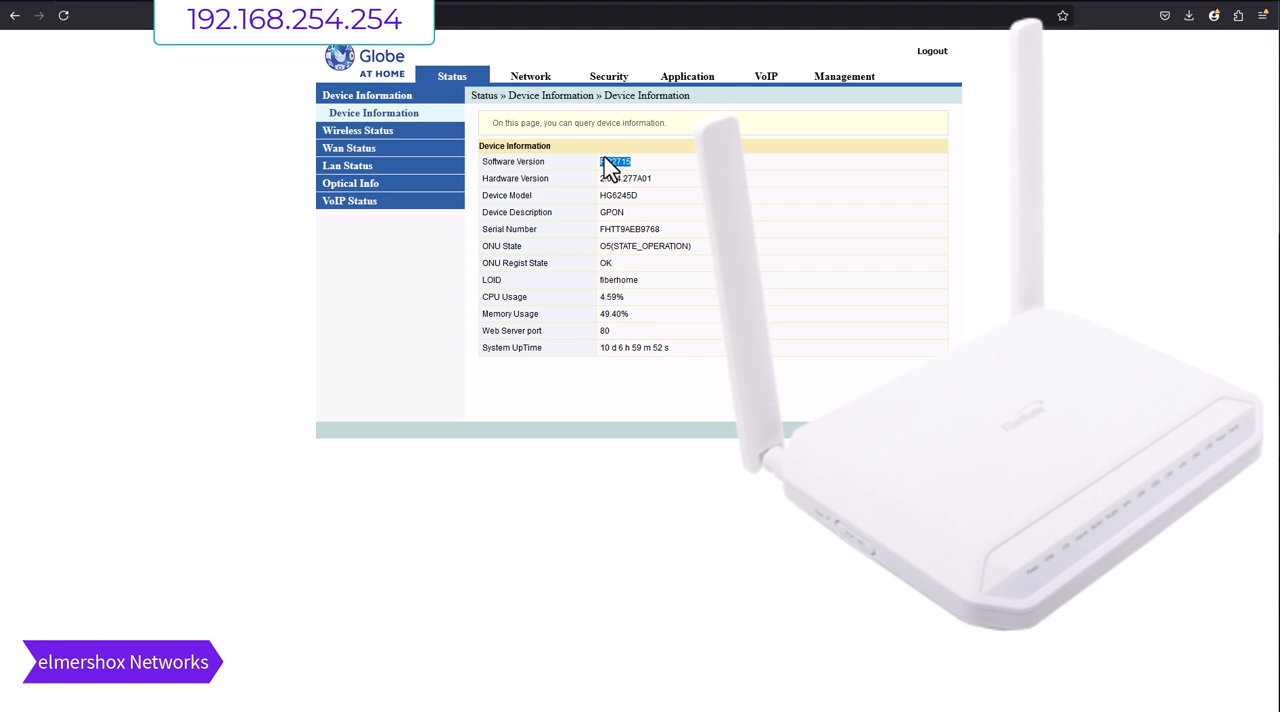 192.168.254.254
Globe
AT HOME
Logout
Status
Network
Security
Application
VoIP
Management
Device Information
Device Information
Wireless Status
Wan Status
Lan Status
Optical Info
VoIP Status
Status » Device Information » Device Information
On this page, you can query device information.
Device Information
Software Version
Hardware Version
Device Model HG6245D
Device Description GPON
Serial Number FHTT9AEB9768
ONU State O5(STATE_OPERATION)
ONU Regist State OK
LOID fiberhome
CPU Usage 4.59%
Memory Usage 49.40%
Web Server port 80
System UpTime 10 d 6 h 59 m 52 s
elmershox Networks